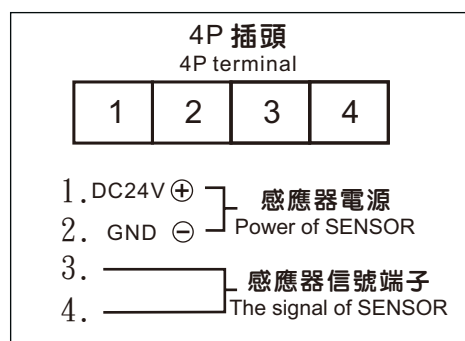 4P 插頭
4P terminal
1 2 3 4
1. DC24V ⊕
感應器電源
2. GND ⊖
Power of SENSOR
3.
感應器信號端子
4.
The signal of SENSOR